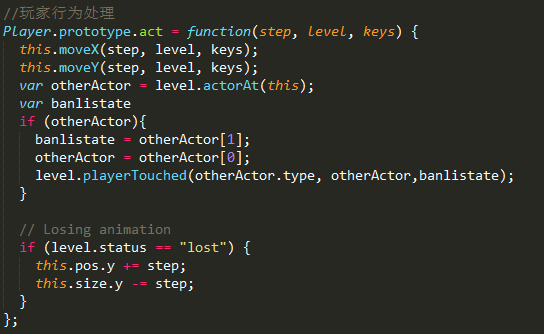 //玩家行为处理
Player.prototype.act = function(step, level, keys) {
  this.moveX(step, level, keys);
  this.moveY(step, level, keys);
  var otherActor = level.actorAt(this);
  var banlistate
  if (otherActor){
    banlistate = otherActor[1];
    otherActor = otherActor[0];
    level.playerTouched(otherActor.type, otherActor,banlistate);
  }

  // Losing animation
  if (level.status == "lost") {
    this.pos.y += step;
    this.size.y -= step;
  }
};